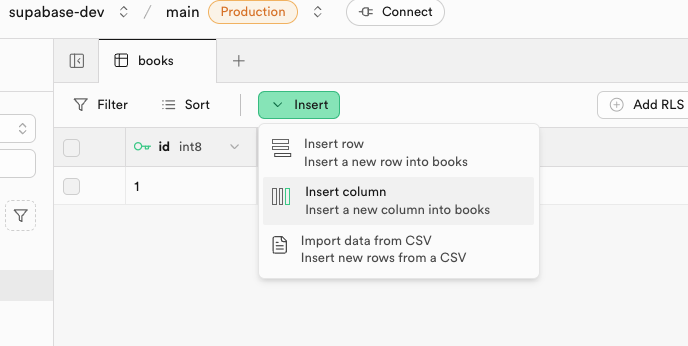 supabase-dev / main Production Connect
books
Filter Sort Insert Add RLS
id int8
1
Insert row
Insert a new row into books
Insert column
Insert a new column into books
Import data from CSV
Insert new rows from a CSV